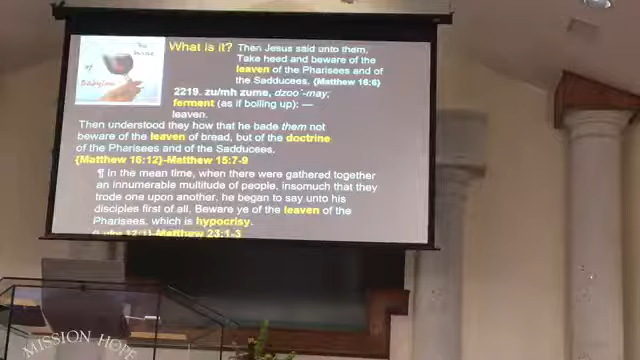 The Wine
of
Babylon
What is it? Then Jesus said unto them,
Take heed and beware of the
leaven of the Pharisees and of
the Sadducees. (Matthew 16:6)
2219. zu/mh zume, dzoo´-may;
ferment (as if boiling up): —
leaven.
Then understood they how that he bade them not
beware of the leaven of bread, but of the doctrine
of the Pharisees and of the Sadducees.
{Matthew 16:12}-Matthew 15:7-9
¶ In the mean time, when there were gathered together
an innumerable multitude of people, insomuch that they
trode one upon another, he began to say unto his
disciples first of all, Beware ye of the leaven of the
Pharisees, which is hypocrisy.
(Luke 12:1)-Matthew 23:1-3
MISSION HOPE